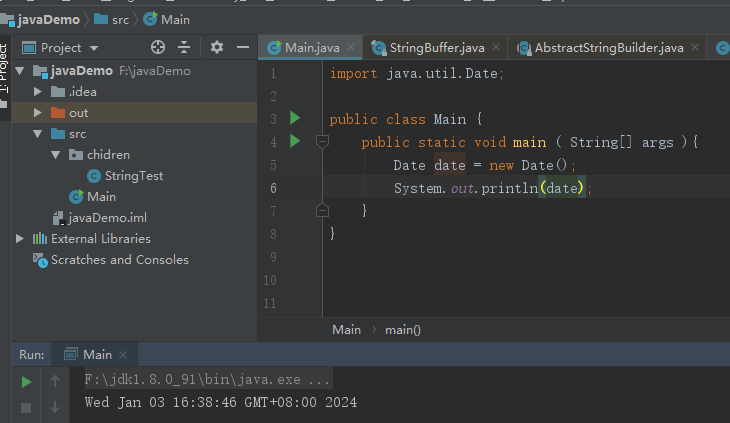 javaDemo src Main
Project
Main.java StringBuffer.java AbstractStringBuilder.java
1: Project
javaDemo F:\javaDemo
.idea
out
src
chidren
StringTest
Main
javaDemo.iml
External Libraries
Scratches and Consoles
1 import java.util.Date;
2
3 public class Main {
4 public static void main ( String[] args ){
5 Date date = new Date();
6 System.out.println(date);
7 }
8 }
9
10
11
Main main()
Run: Main
F:\jdk1.8.0_91\bin\java.exe ...
Wed Jan 03 16:38:46 GMT+08:00 2024